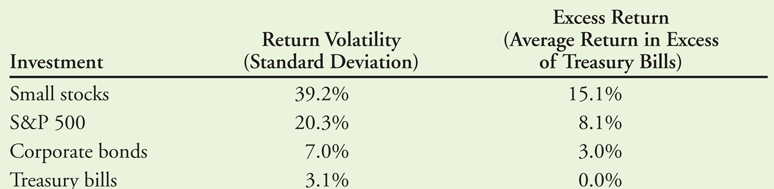 Excess Return
Return Volatility (Average Return in Excess
Investment (Standard Deviation) of Treasury Bills)
Small stocks 39.2% 15.1%
S&P 500 20.3% 8.1%
Corporate bonds 7.0% 3.0%
Treasury bills 3.1% 0.0%